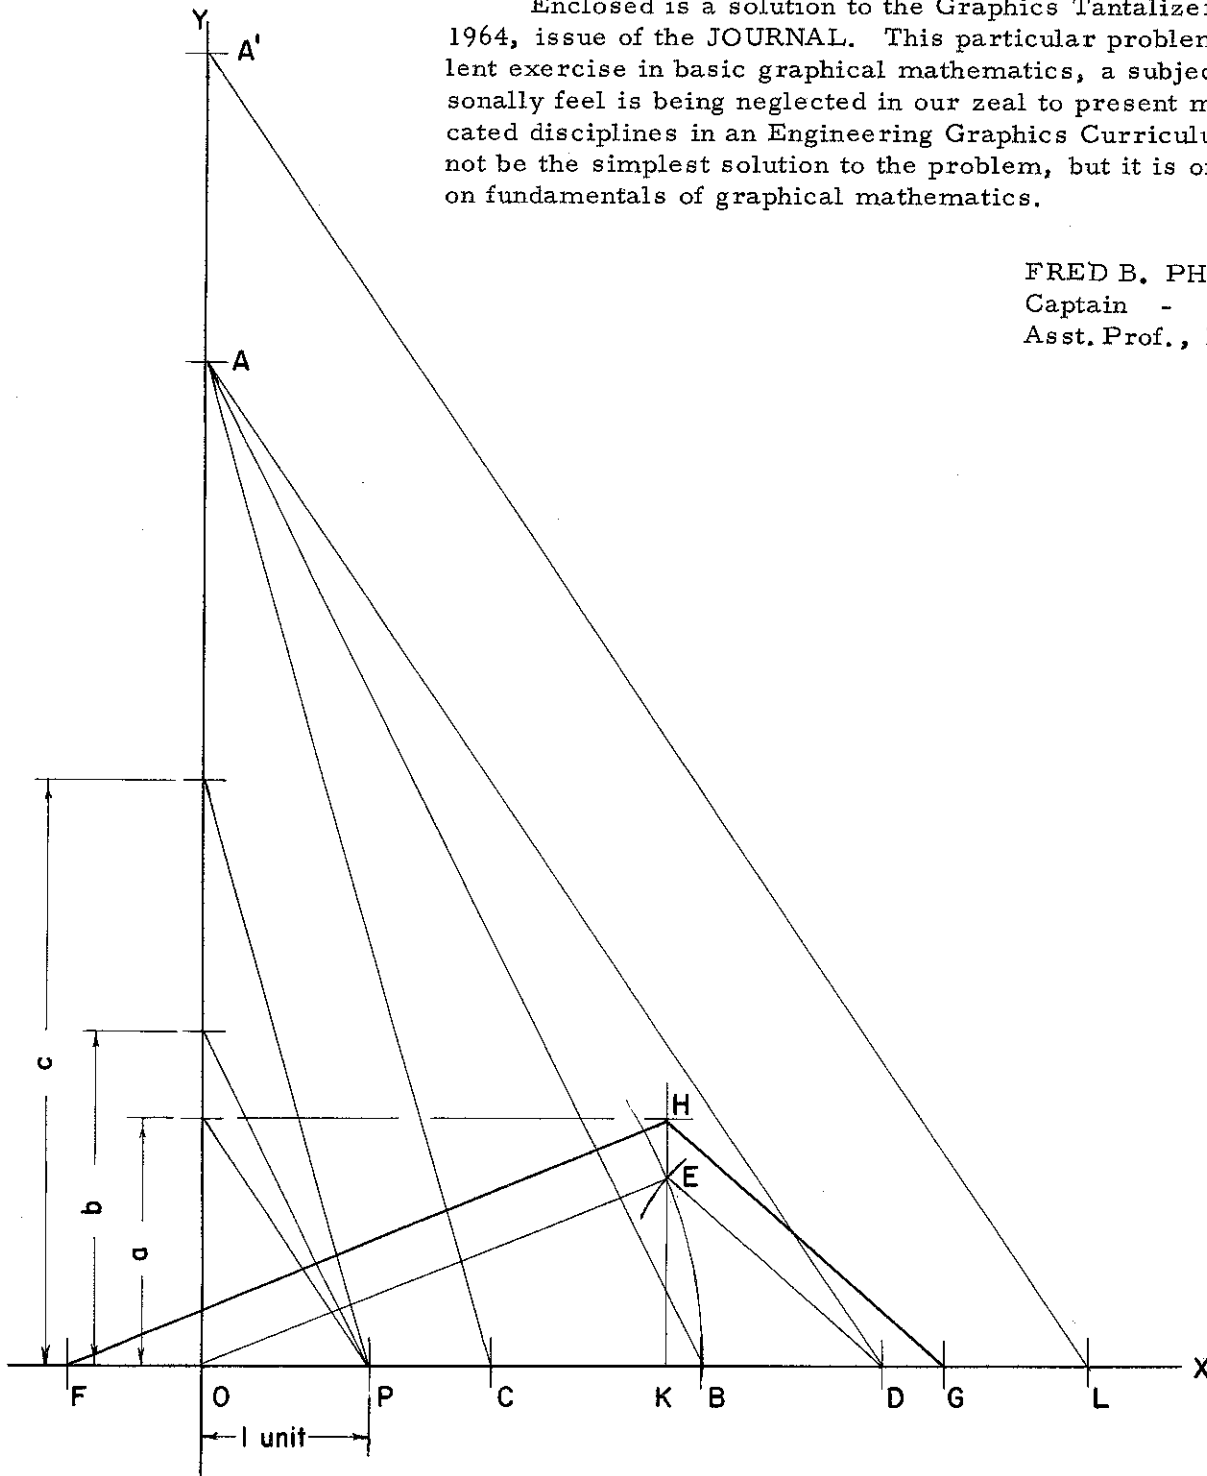 Enclosed is a solution to the Graphics Tantalizer
1964, issue of the JOURNAL. This particular problem
lent exercise in basic graphical mathematics, a subjec
sonally feel is being neglected in our zeal to present m
cated disciplines in an Engineering Graphics Curriculu
not be the simplest solution to the problem, but it is o
on fundamentals of graphical mathematics.
FRED B. PH
Captain -
Asst. Prof.,
Y
A'
A
c
b
a
H
E
F O P C K B D G L X
1 unit